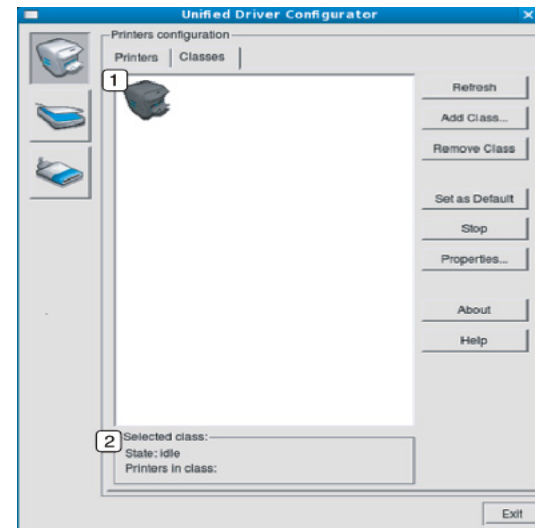 Unified Driver Configurator
Printers configuration
Printers
Classes
1
Refresh
Add Class...
Remove Class
Set as Default
Stop
Properties...
About
Help
2
Selected class:
State: idle
Printers in class:
Exit